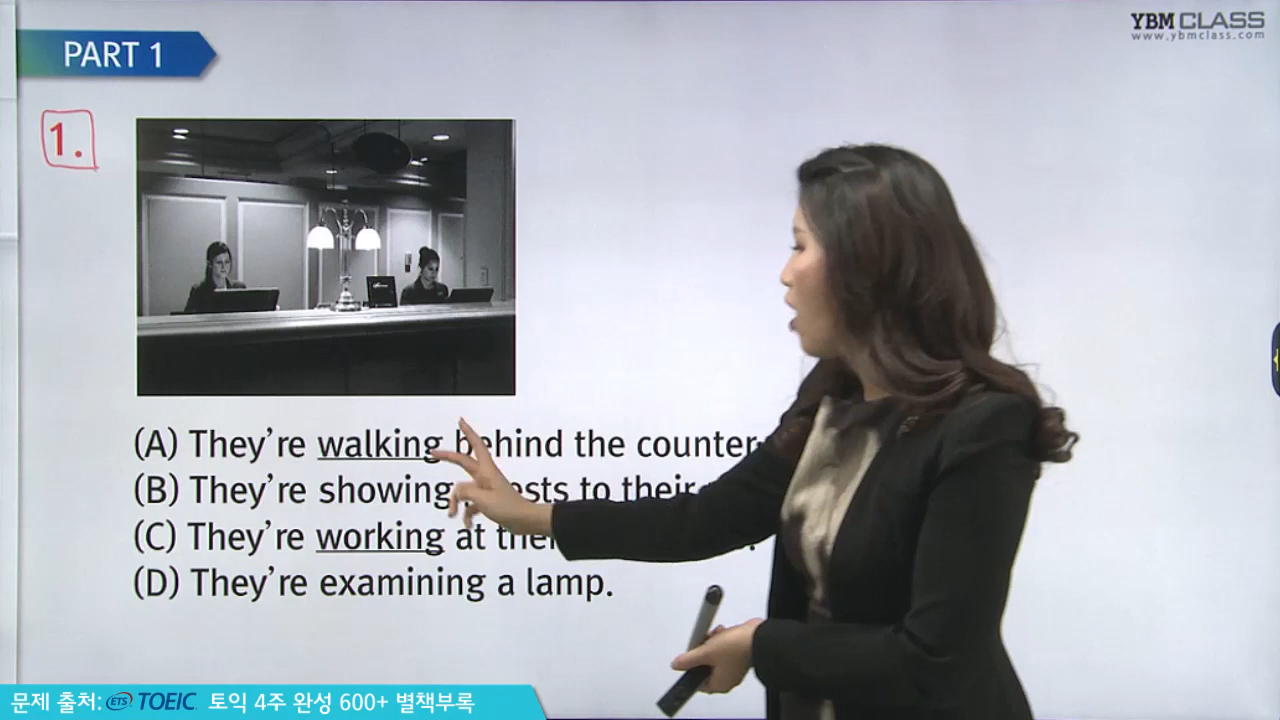 YBM CLASS
www.ybmclass.com
PART 1
1.
(A) They're walking behind the counter
(B) They're showing to their
(C) They're working at
(D) They're examining a lamp.
문제 출처: ETS TOEIC 토익 4주 완성 600+ 별책부록